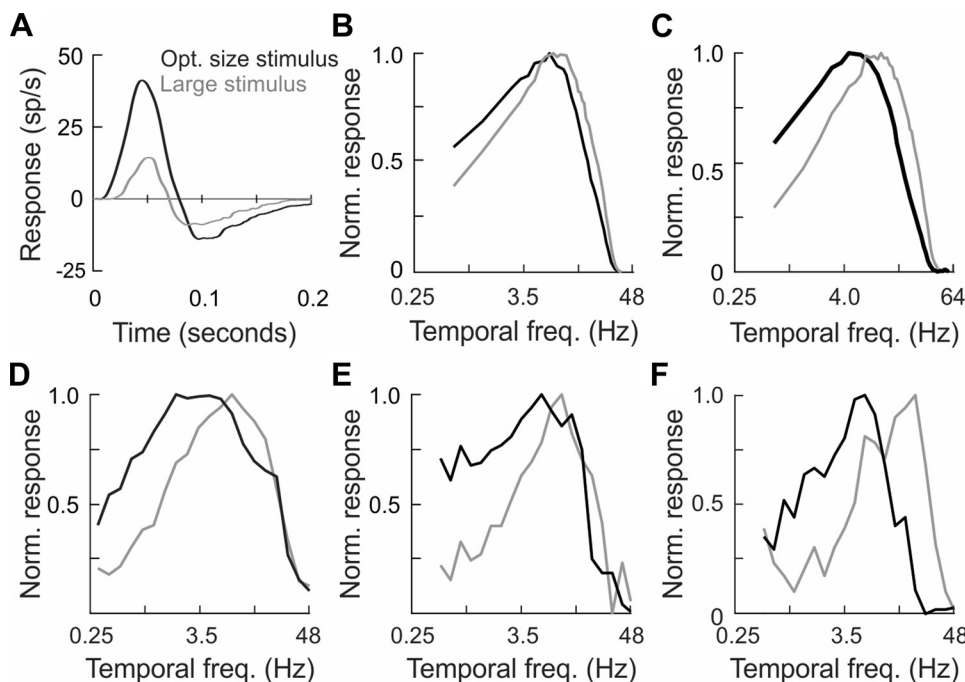 A
Opt. size stimulus
Large stimulus
Response (sp/s)
50
25
0
-25
0
0.1
0.2
Time (seconds)
B
Norm. response
1.0
0.5
0
0.25
3.5
48
Temporal freq. (Hz)
C
Norm. response
1.0
0.5
0
0.25
4.0
64
Temporal freq. (Hz)
D
Norm. response
1.0
0.5
0.25
3.5
48
Temporal freq. (Hz)
E
Norm. response
1.0
0.5
0.25
3.5
48
Temporal freq. (Hz)
F
Norm. response
1.0
0.5
0
0.25
3.5
48
Temporal freq. (Hz)